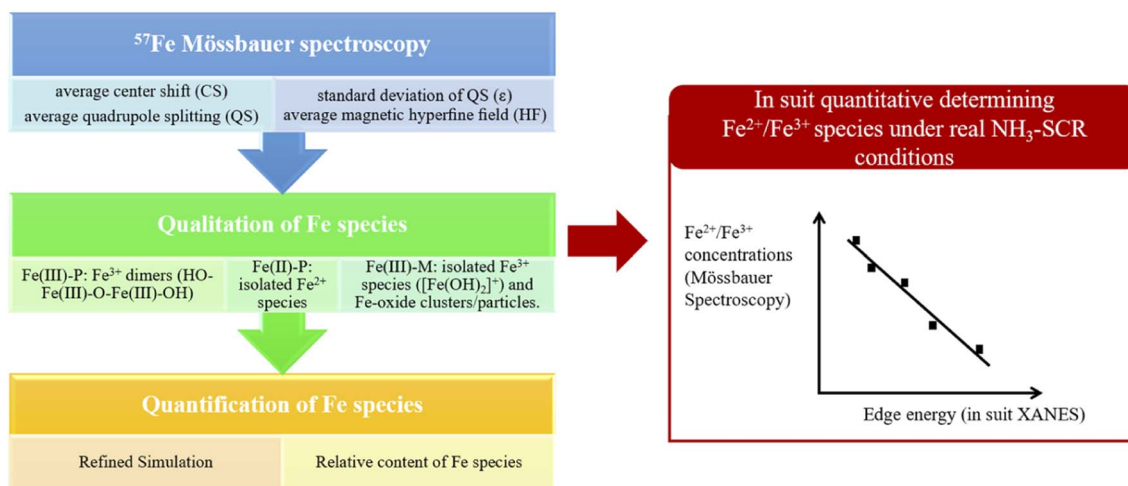 ⁵⁷Fe Mössbauer spectroscopy
average center shift (CS)
average quadrupole splitting (QS)
standard deviation of QS (ε)
average magnetic hyperfine field (HF)
Qualitation of Fe species
Fe(III)-P: Fe³⁺ dimers (HO-
Fe(III)-O-Fe(III)-OH)
Fe(II)-P:
isolated Fe²⁺
species
Fe(III)-M: isolated Fe³⁺
species ([Fe(OH)₂]⁺) and
Fe-oxide clusters/particles.
Quantification of Fe species
Refined Simulation
Relative content of Fe species
In suit quantitative determining
Fe²⁺/Fe³⁺ species under real NH₃-SCR
conditions
Fe²⁺/Fe³⁺
concentrations
(Mössbauer
Spectroscopy)
Edge energy (in suit XANES)